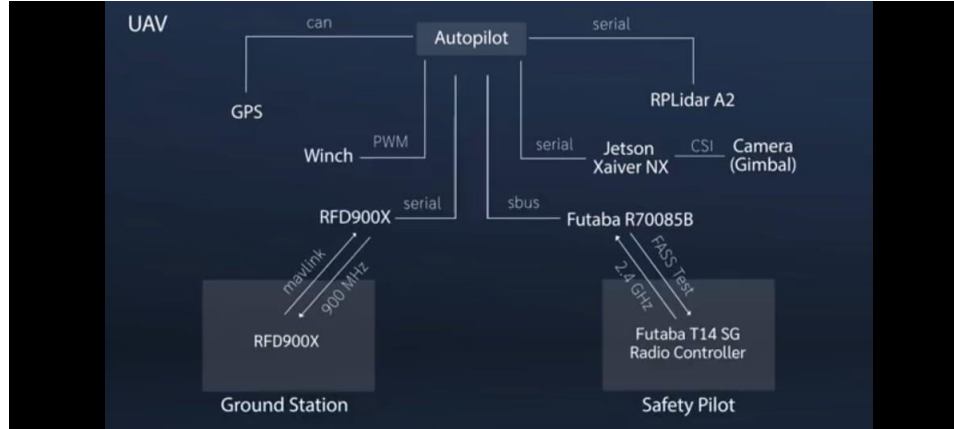 UAV
can
Autopilot
serial
GPS
RPLidar A2
Winch
PWM
serial
Jetson
Xaiver NX
CSI
Camera
(Gimbal)
RFD900X
serial
sbus
Futaba R70085B
mavlink
900 MHz
FASS Test
2.4 GHz
RFD900X
Futaba T14 SG
Radio Controller
Ground Station
Safety Pilot